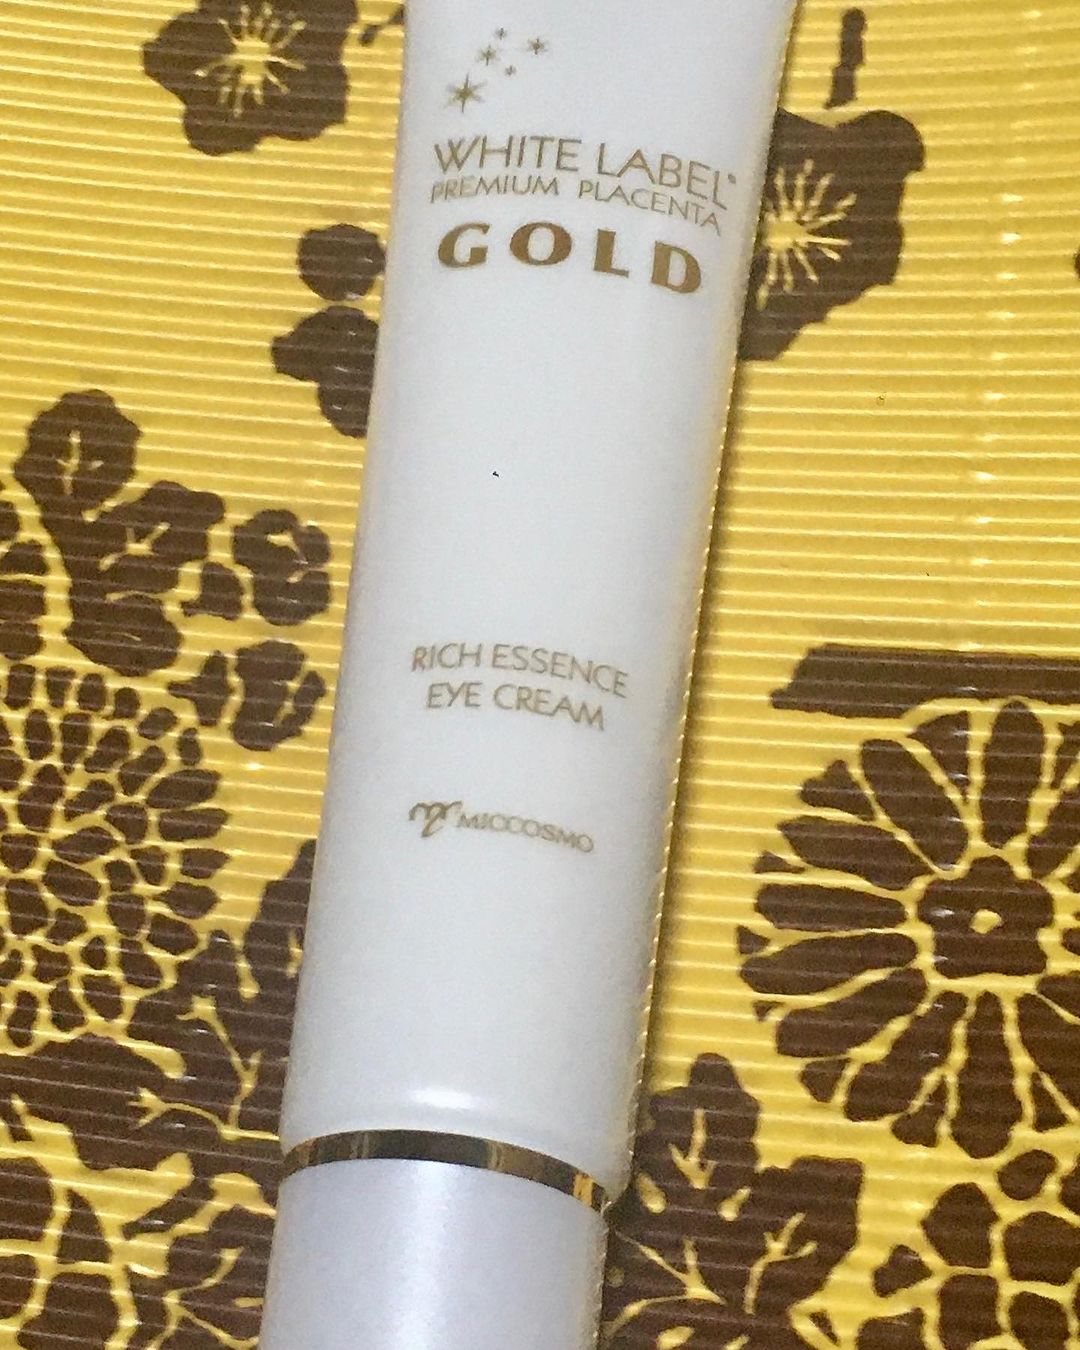 WHITE LABEL®
PREMIUM PLACENTA
GOLD
RICH ESSENCE
EYE CREAM
MICCOSMO